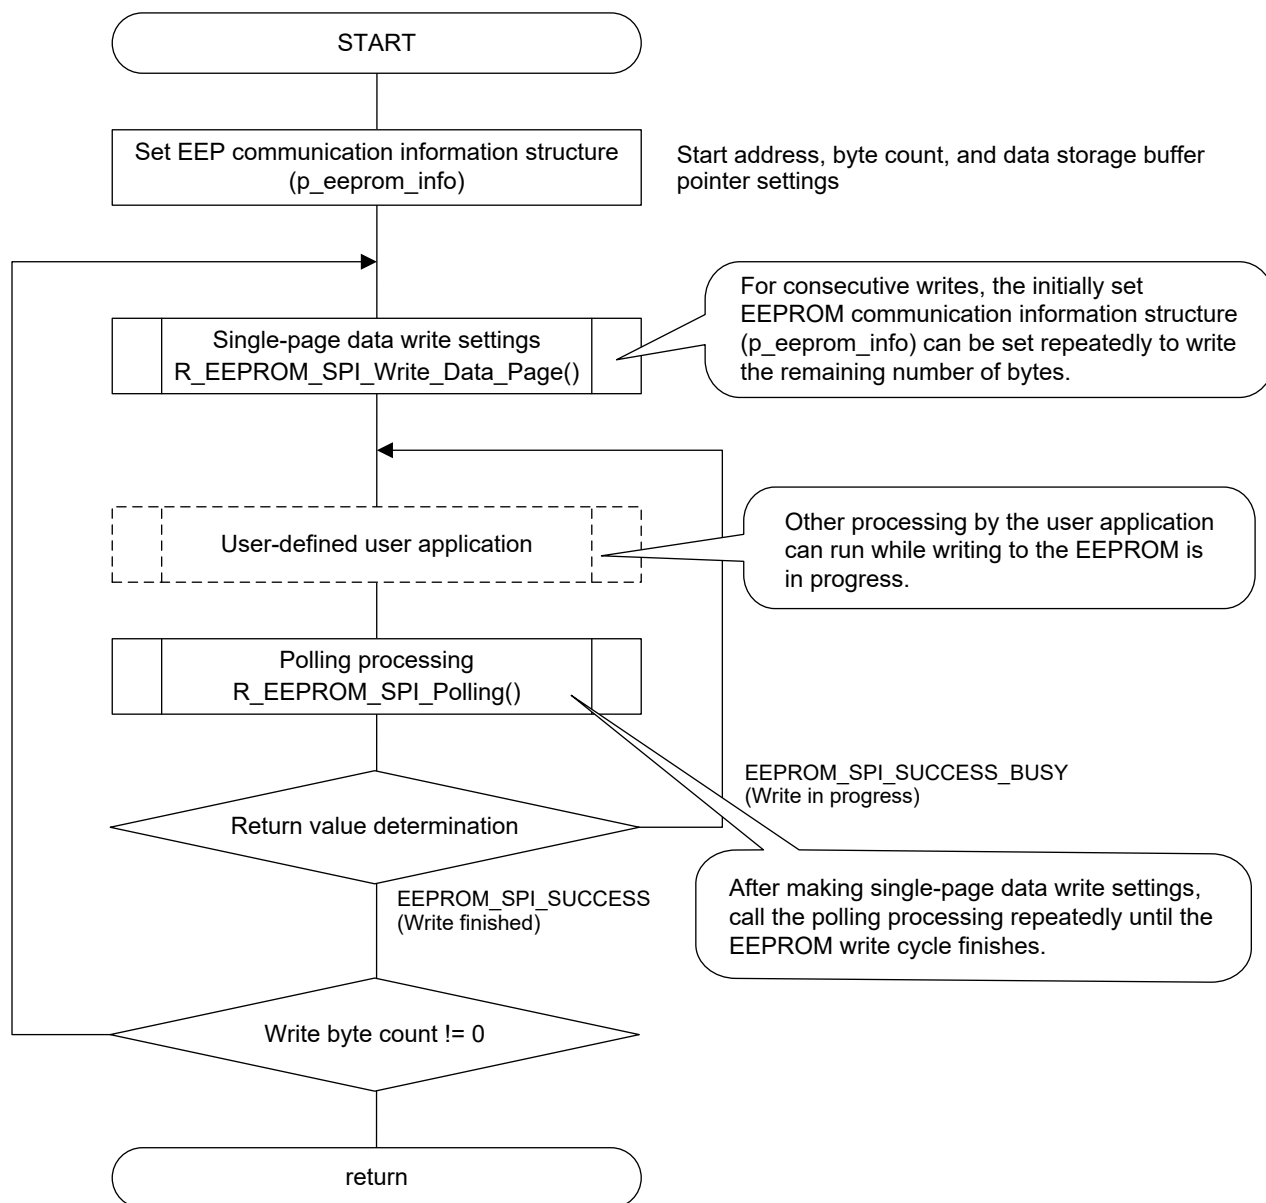 START
Set EEP communication information structure
(p_eeprom_info)
Start address, byte count, and data storage buffer
pointer settings
For consecutive writes, the initially set
EEPROM communication information structure
(p_eeprom_info) can be set repeatedly to write
the remaining number of bytes.
Single-page data write settings
R_EEPROM_SPI_Write_Data_Page()
User-defined user application
Other processing by the user application
can run while writing to the EEPROM is
in progress.
Polling processing
R_EEPROM_SPI_Polling()
EEPROM_SPI_SUCCESS_BUSY
(Write in progress)
Return value determination
EEPROM_SPI_SUCCESS
(Write finished)
After making single-page data write settings,
call the polling processing repeatedly until the
EEPROM write cycle finishes.
Write byte count != 0
return